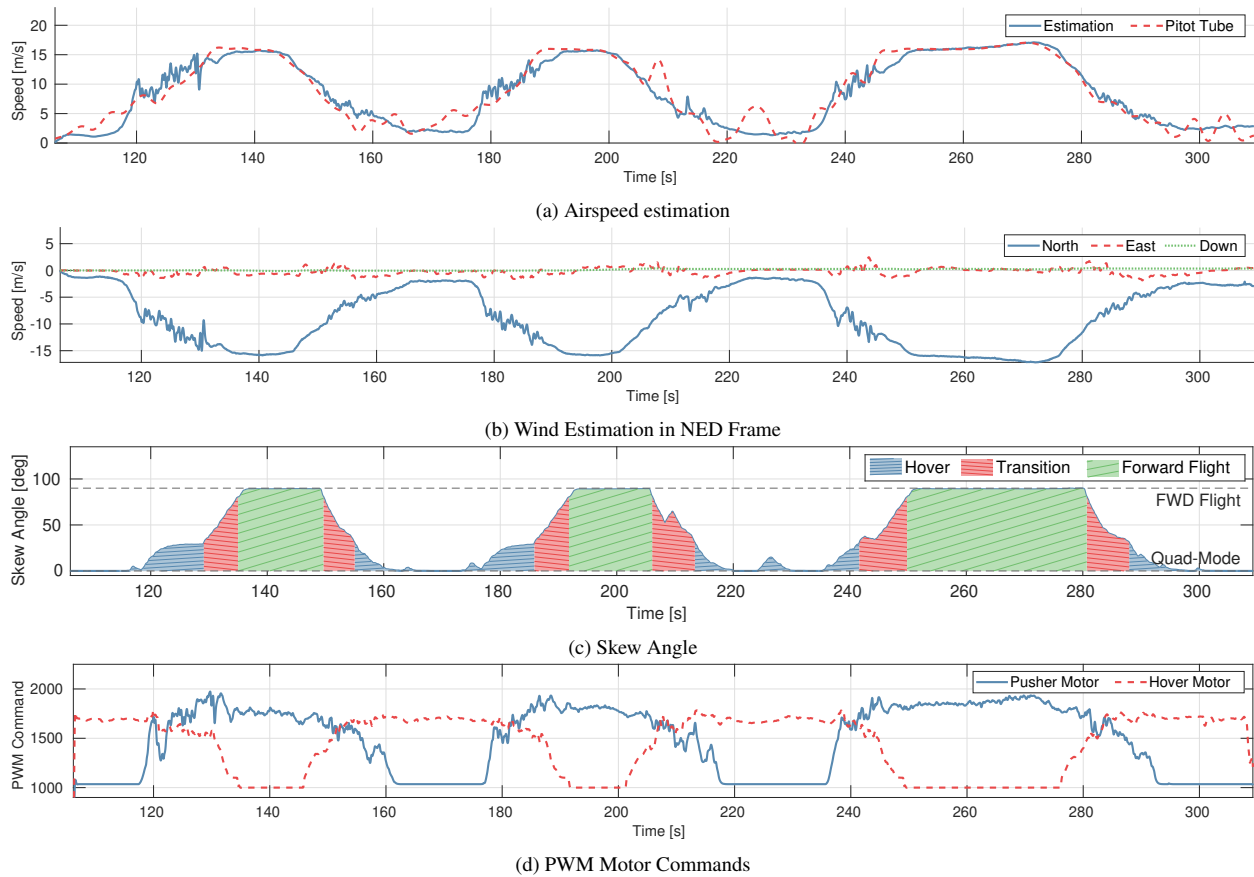 Speed [m/s]
20
15
10
5
0
Estimation Pitot Tube
120 140 160 180 200 220 240 260 280 300
Time [s]
(a) Airspeed estimation
Speed [m/s]
5
0
-5
-10
-15
North East Down
120 140 160 180 200 220 240 260 280 300
Time [s]
(b) Wind Estimation in NED Frame
Skew Angle [deg]
100
50
0
Hover Transition Forward Flight
FWD Flight
Quad-Mode
120 140 160 180 200 220 240 260 280 300
Time [s]
(c) Skew Angle
PWM Command
2000
1500
1000
Pusher Motor Hover Motor
120 140 160 180 200 220 240 260 280 300
Time [s]
(d) PWM Motor Commands